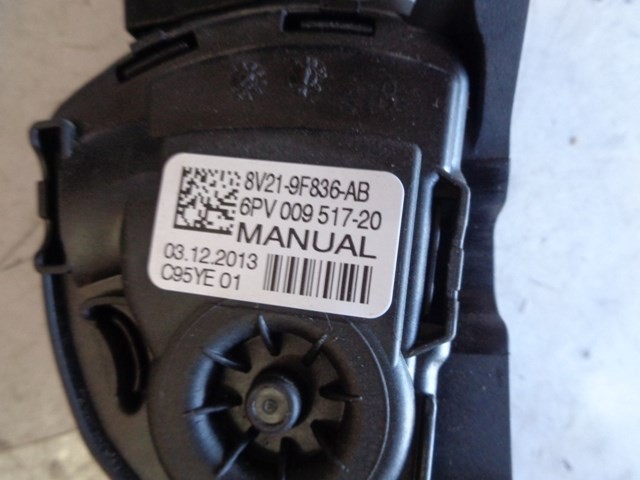 8V21-9F836-AB
6PV 009 517-20
MANUAL
03.12.2013
C95YE 01